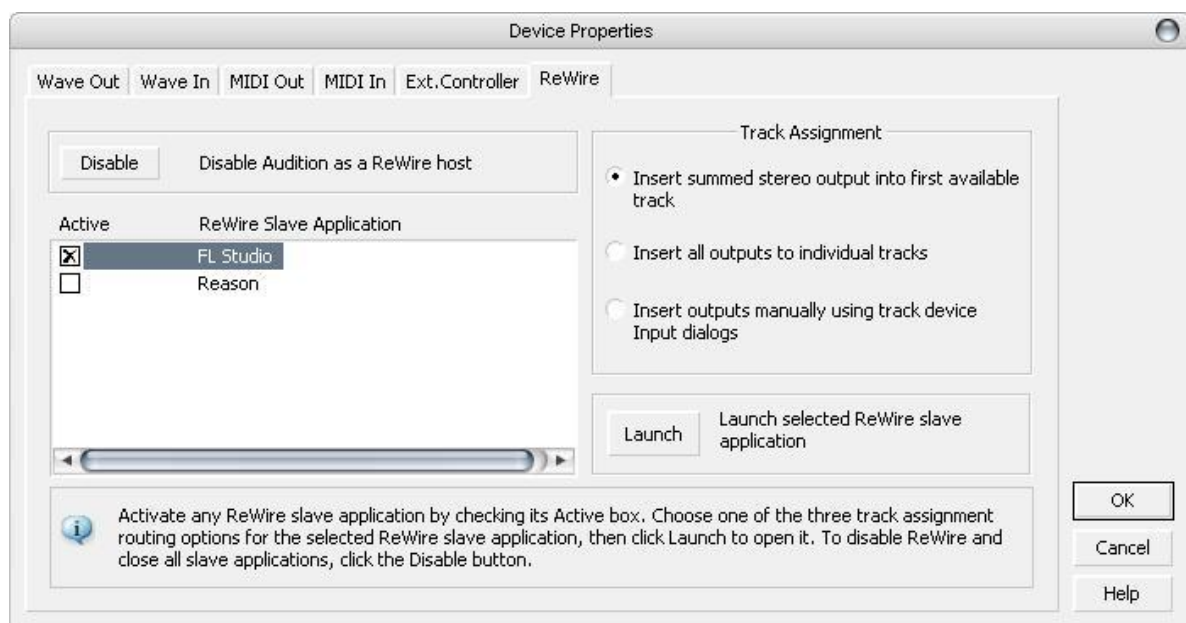 Device Properties
Wave Out Wave In MIDI Out MIDI In Ext.Controller ReWire
Disable Disable Audition as a ReWire host
Active ReWire Slave Application
FL Studio
Reason
Track Assignment
Insert summed stereo output into first available
track
Insert all outputs to individual tracks
Insert outputs manually using track device
Input dialogs
Launch Launch selected ReWire slave
application
Activate any ReWire slave application by checking its Active box. Choose one of the three track assignment
routing options for the selected ReWire slave application, then click Launch to open it. To disable ReWire and
close all slave applications, click the Disable button.
OK
Cancel
Help